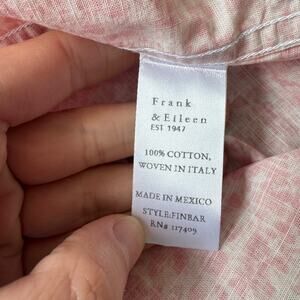 Frank
& Eileen
EST 1947
100% COTTON,
WOVEN IN ITALY
MADE IN MEXICO
STYLE:FINBAR
RN# 117409